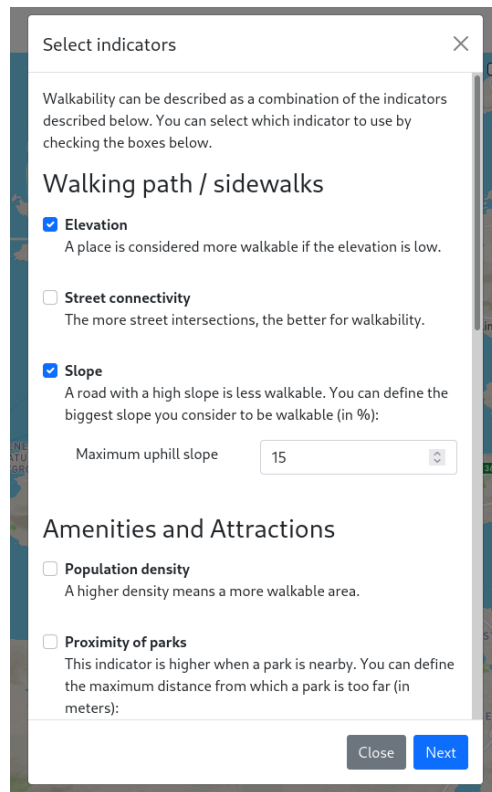 Select indicators
Walkability can be described as a combination of the indicators
described below. You can select which indicator to use by
checking the boxes below.
Walking path / sidewalks
Elevation
A place is considered more walkable if the elevation is low.
Street connectivity
The more street intersections, the better for walkability.
Slope
A road with a high slope is less walkable. You can define the
biggest slope you consider to be walkable (in %):
Maximum uphill slope 15
Amenities and Attractions
Population density
A higher density means a more walkable area.
Proximity of parks
This indicator is higher when a park is nearby. You can define
the maximum distance from which a park is too far (in
meters):
Close Next